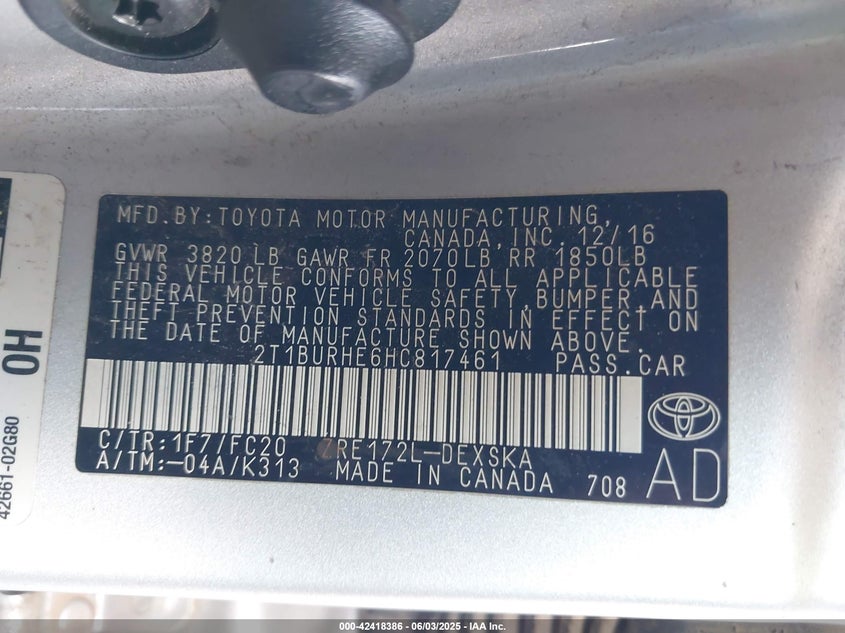 MFD.BY:TOYOTA MOTOR MANUFACTURING,
CANADA,INC. 12/16
GVWR 3820 LB GAWR FR 2070LB RR 1850LB
THIS VEHICLE CONFORMS TO ALL APPLICABLE
FEDERAL MOTOR VEHICLE SAFETY,BUMPER,AND
THEFT PREVENTION STANDARDS IN EFFECT ON
THE DATE OF MANUFACTURE SHOWN ABOVE.
2T1BURHE6HC817461 PASS.CAR
C/TR:1F7/FC20 ZRE172L-DEXSKA
A/TM:-04A/K313 MADE IN CANADA 708
AD
OH
42661-02G80
000-42418386 - 06/03/2025 - IAA Inc.